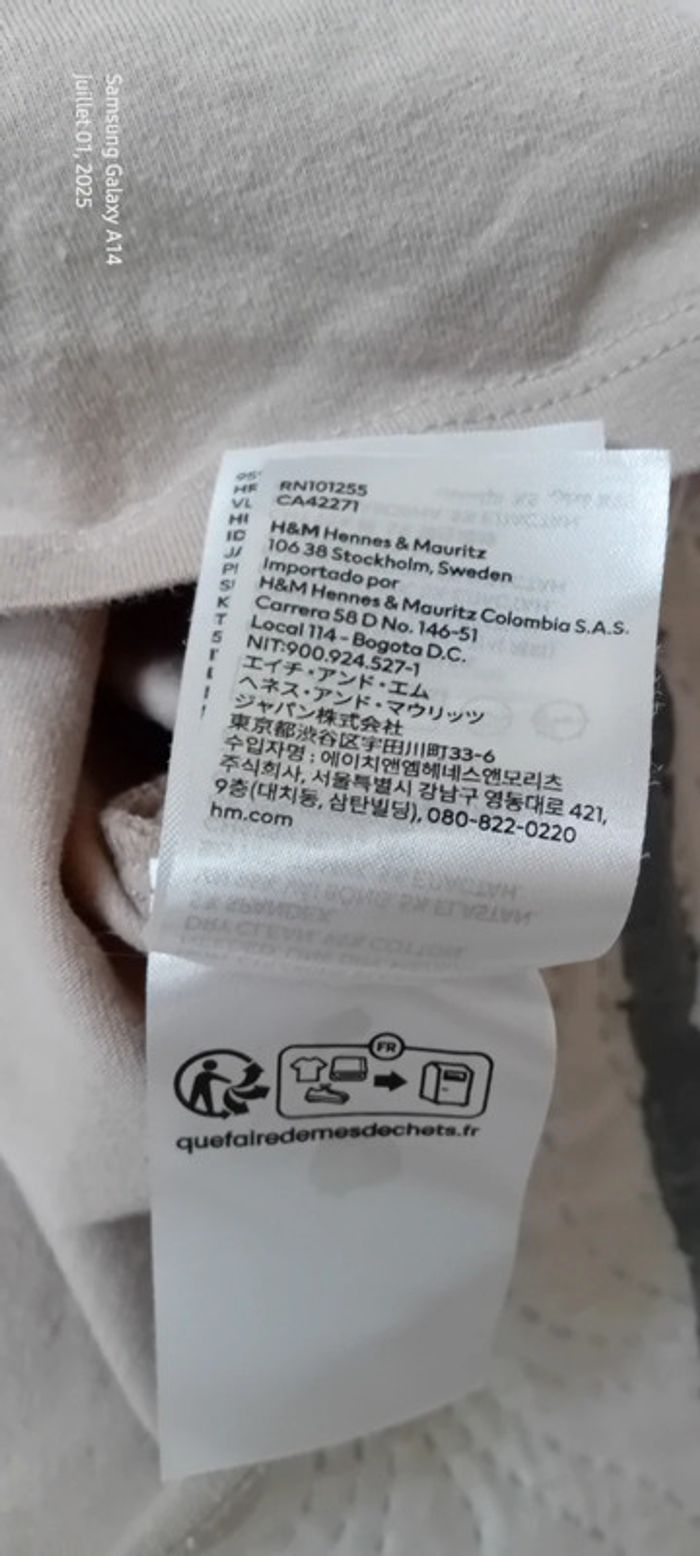 Samsung Galaxy A14
juillet 01, 2025
RN101255
CA42271
H&M Hennes & Mauritz
106 38 Stockholm, Sweden
Importado por
H&M Hennes & Mauritz Colombia S.A.S.
Carrera 58 D No. 146-51
Local 114 - Bogota D.C.
NIT:900.924.527-1
エイチ・アンド・エム
ヘネス・アンド・マウリッツ
ジャパン株式会社
東京都渋谷区宇田川町33-6
수입자명 : 에이치앤엠헤네스앤모리츠
주식회사, 서울특별시 강남구 영동대로 421,
9층(대치동, 삼탄빌딩), 080-822-0220
hm.com
FR
quefairedemesdechets.fr